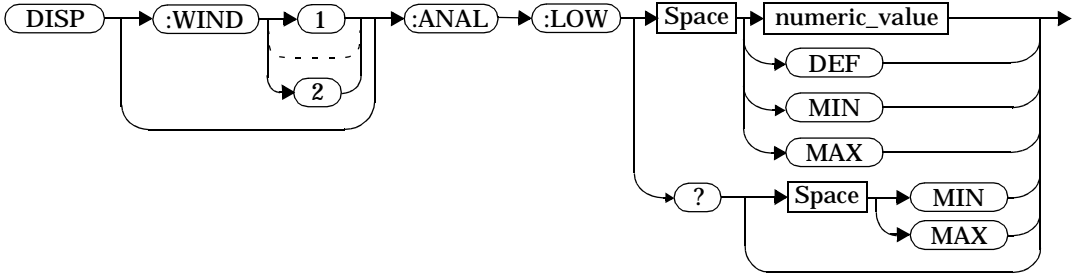 DISP :WIND 1 :ANAL :LOW Space numeric_value
DEF
2
MIN
MAX
? Space MIN
MAX